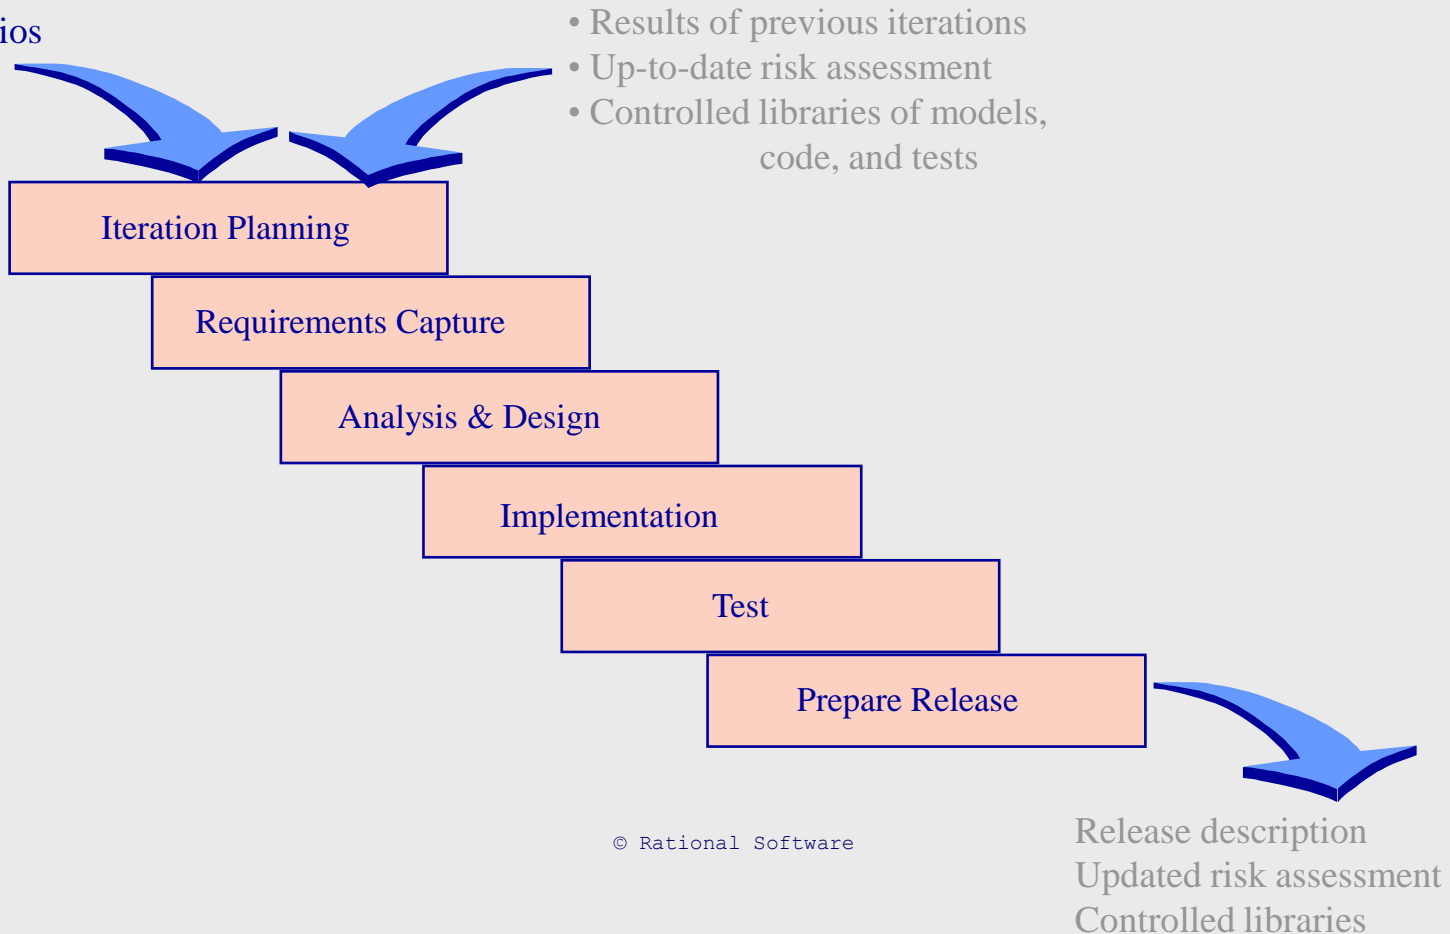 ios
• Results of previous iterations
• Up-to-date risk assessment
• Controlled libraries of models,
code, and tests
Iteration Planning
Requirements Capture
Analysis & Design
Implementation
Test
Prepare Release
© Rational Software
Release description
Updated risk assessment
Controlled libraries